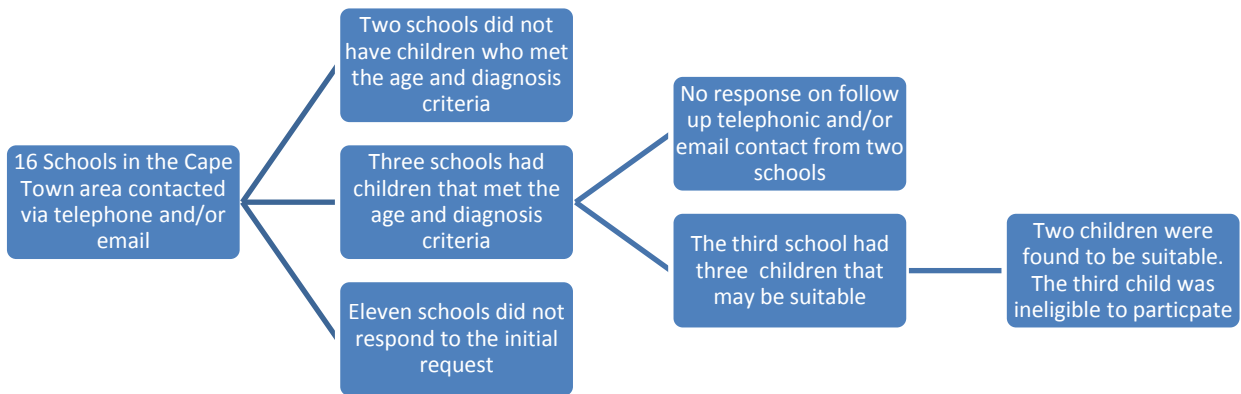 Two schools did not
have children who met
the age and diagnosis
criteria
No response on follow
up telephonic and/or
email contact from two
schools
16 Schools in the Cape
Town area contacted
via telephone and/or
email
Three schools had
children that met the
age and diagnosis
criteria
The third school had
three children that
may be suitable
Two children were
found to be suitable.
The third child was
ineligible to particpate
Eleven schools did not
respond to the initial
request